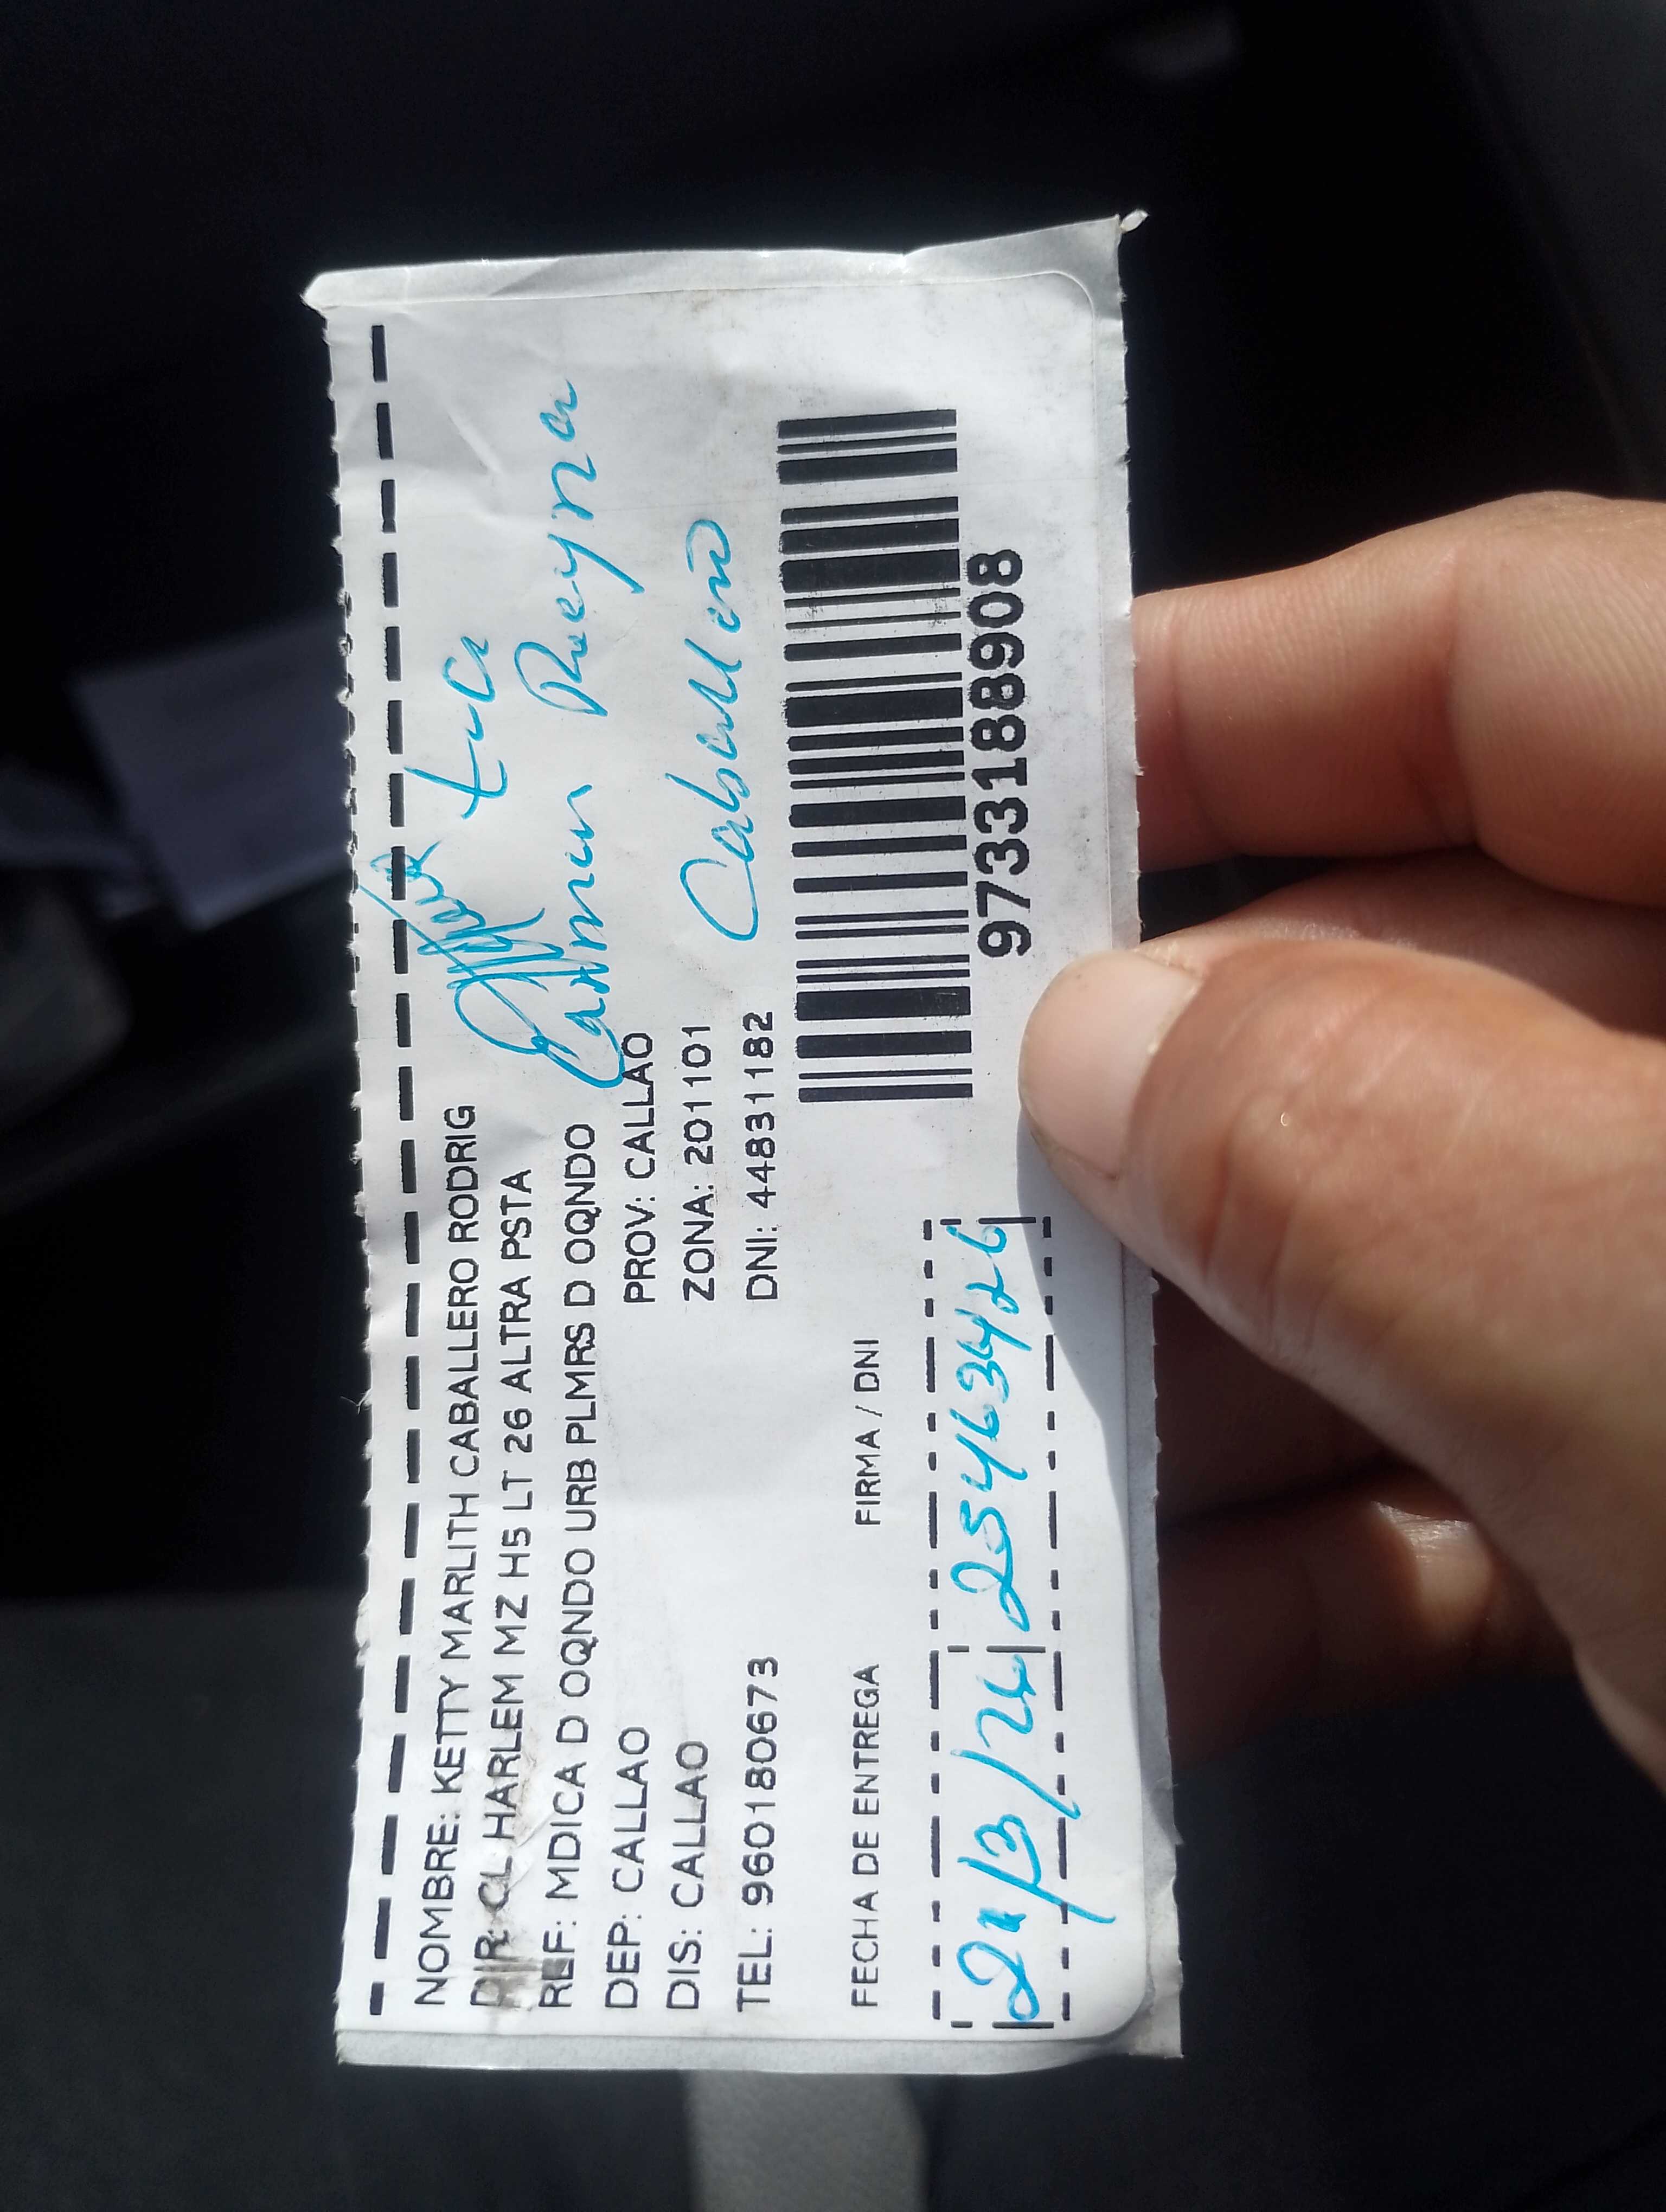 NOMBRE: KETTY MARLITH CABALLERO RODRIG
DIR: CL HARLEM MZ H5 LT 26 ALTRA PSTA
REF: MDICA D OQNDO URB PLMRS D OQNDO
DEP: CALLAO PROV: CALLAO
DIS: CALLAO ZONA: 201101
TEL: 960180673 DNI: 44831182
tia
Carmen Reyna
Caballero
9733188908
FECHA DE ENTREGA FIRMA / DNI
24/3/26 25463426